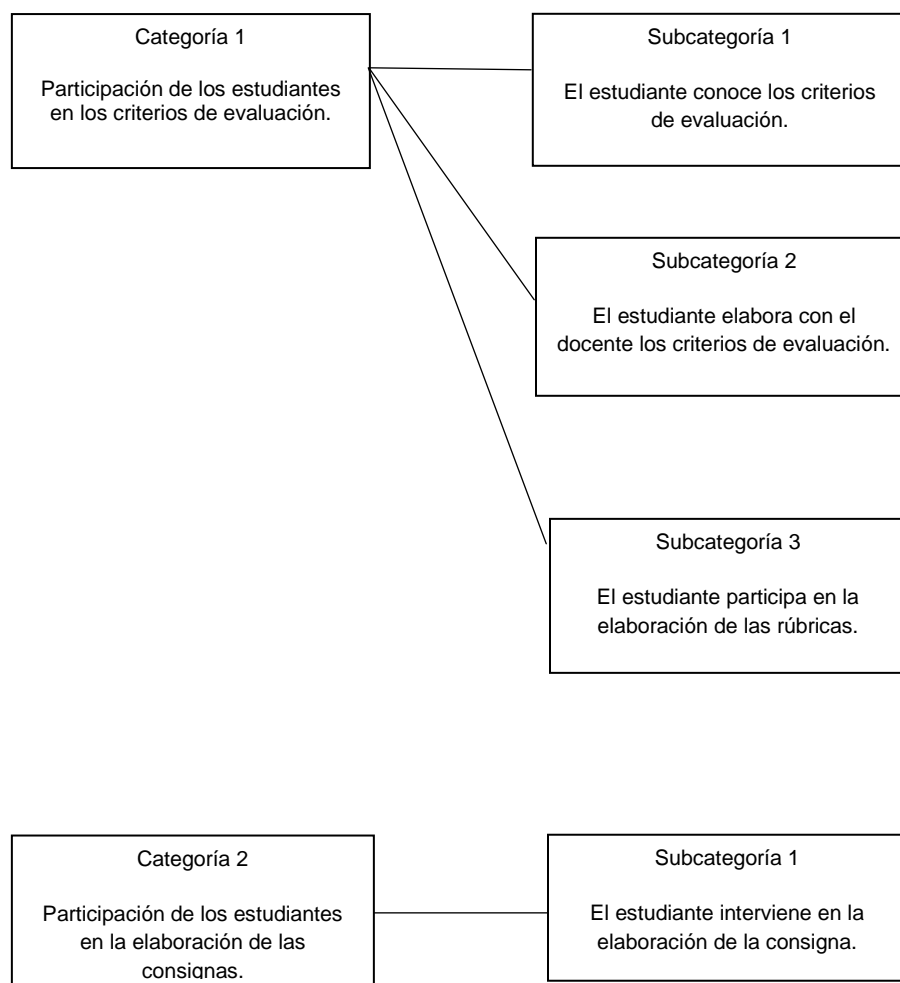 Categoría 1
Participación de los estudiantes
en los criterios de evaluación.
Subcategoría 1
El estudiante conoce los criterios
de evaluación.
Subcategoría 2
El estudiante elabora con el
docente los criterios de evaluación.
Subcategoría 3
El estudiante participa en la
elaboración de las rúbricas.
Categoría 2
Participación de los estudiantes
en la elaboración de las
consignas.
Subcategoría 1
El estudiante interviene en la
elaboración de la consigna.